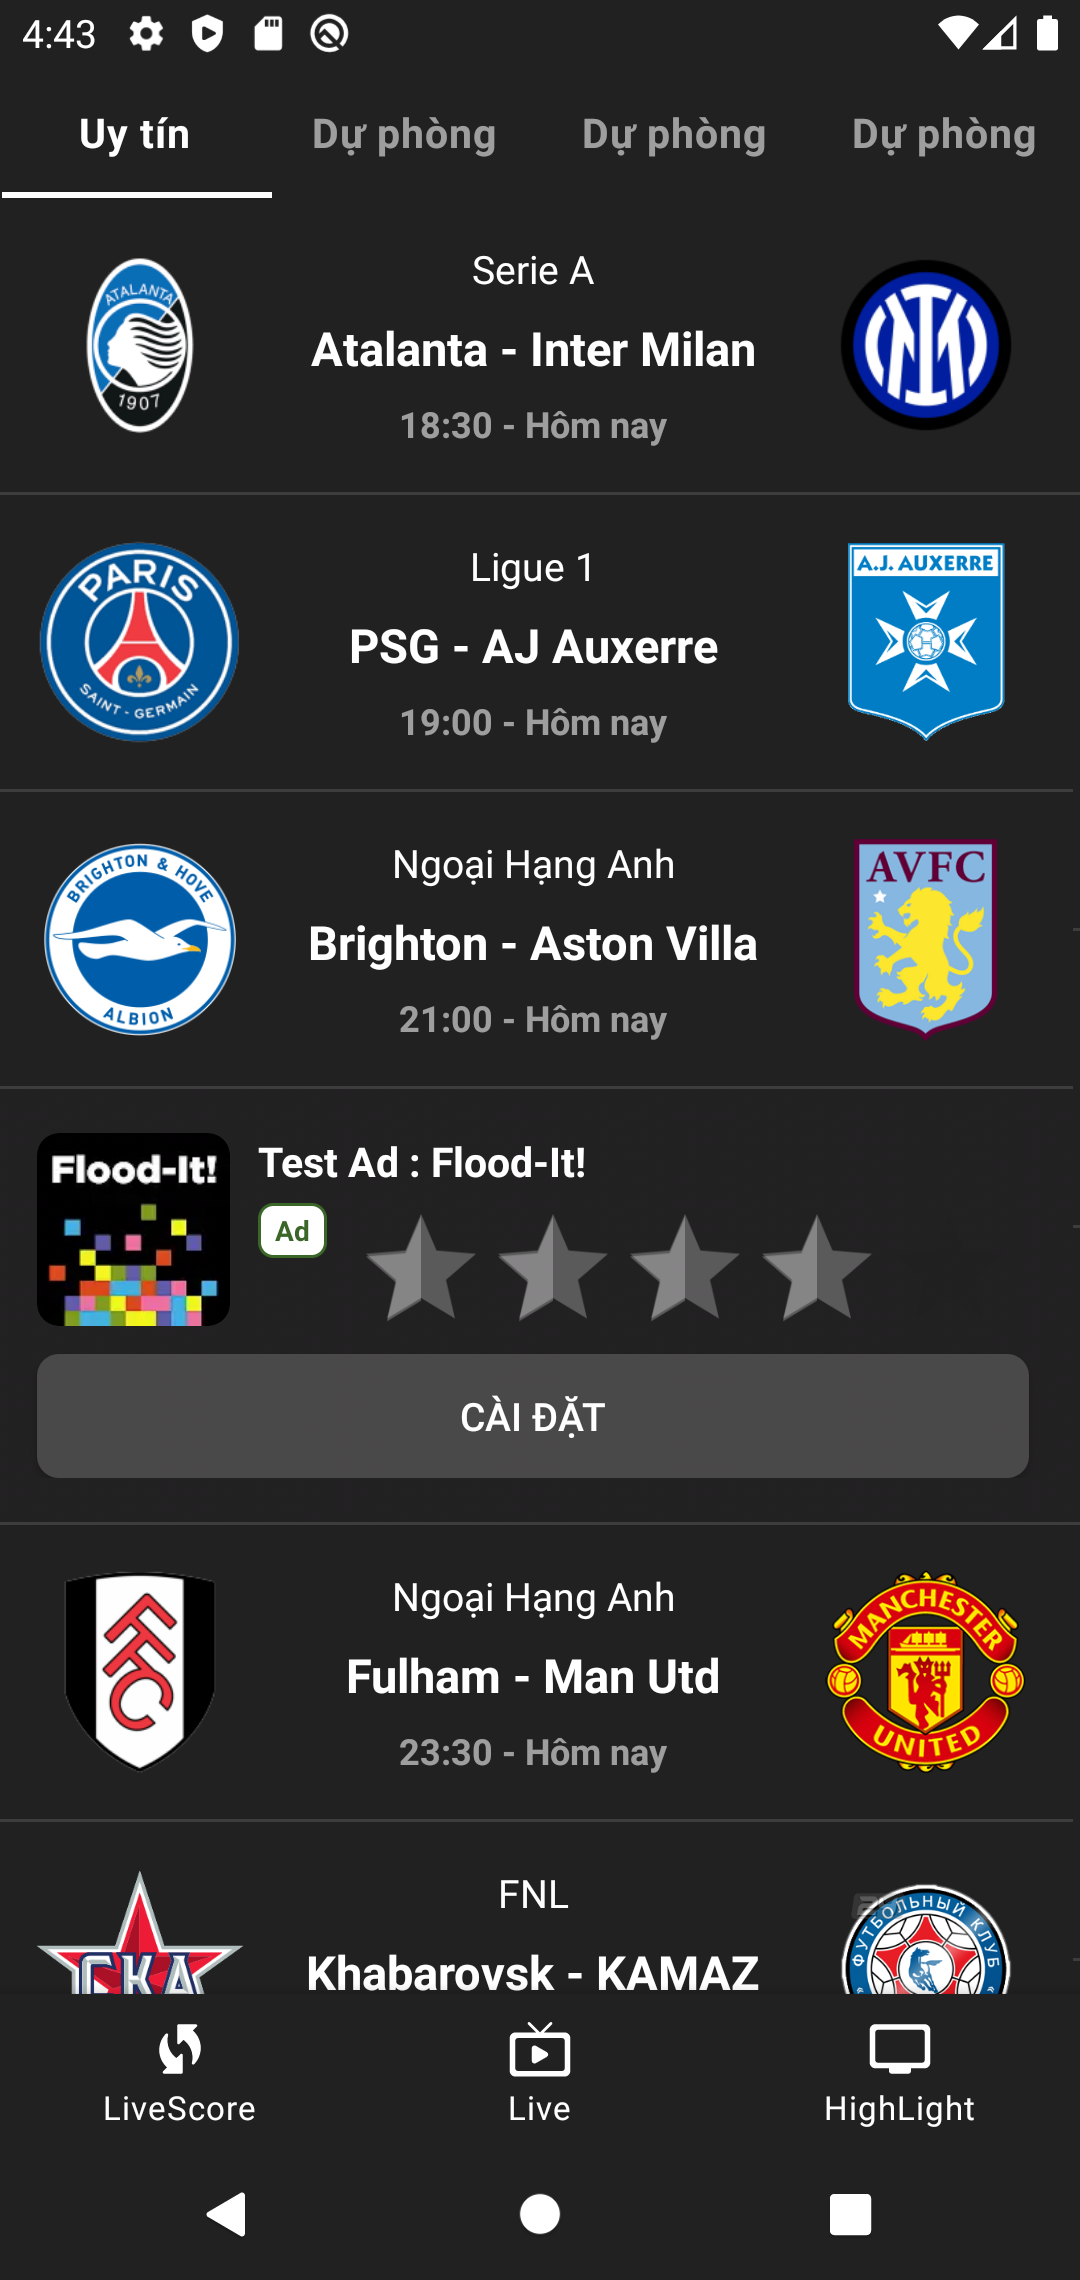 4:43
Uy tín Dự phòng Dự phòng Dự phòng
Serie A
ATALANTA
1907
Atalanta - Inter Milan
18:30 - Hôm nay
Ligue 1
PARIS
SAINT - GERMAIN
A.J. AUXERRE
PSG - AJ Auxerre
19:00 - Hôm nay
Ngoại Hạng Anh
BRIGHTON & HOVE
ALBION
AVFC
Brighton - Aston Villa
21:00 - Hôm nay
Flood-It!
Test Ad : Flood-It!
Ad
CÀI ĐẶT
Ngoại Hạng Anh
FFC
MANCHESTER
UNITED
Fulham - Man Utd
23:30 - Hôm nay
FNL
СКА
ФУТБОЛЬНЫЙ КЛУБ
Khabarovsk - KAMAZ
LiveScore Live HighLight